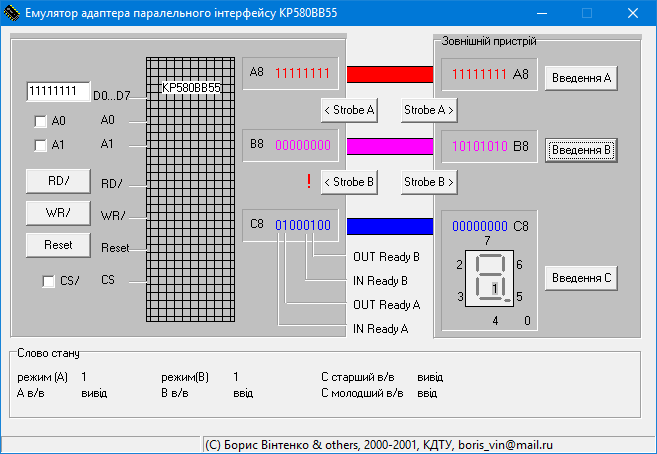 Емулятор адаптера паралельного інтерфейсу КР580ВВ55
Зовнішній пристрій
11111111 D0...D7
A0 A0
A1 A1
RD/ RD/
WR/ WR/
Reset Reset
CS/ CS
КР580ВВ55
A8 11111111
< Strobe A Strobe A >
B8 00000000
! < Strobe B Strobe B >
C8 01000100
OUT Ready B
IN Ready B
OUT Ready A
IN Ready A
11111111 A8 Введення A
10101010 B8 Введення B
00000000 C8
7
2 6
1 Введення C
3 5
4 0
Слово стану
режим (А) 1 режим(В) 1 С старший в/в вивід
А в/в вивід В в/в ввід С молодший в/в ввід
(С) Борис Вінтенко & others, 2000-2001, КДТУ, boris_vin@mail.ru